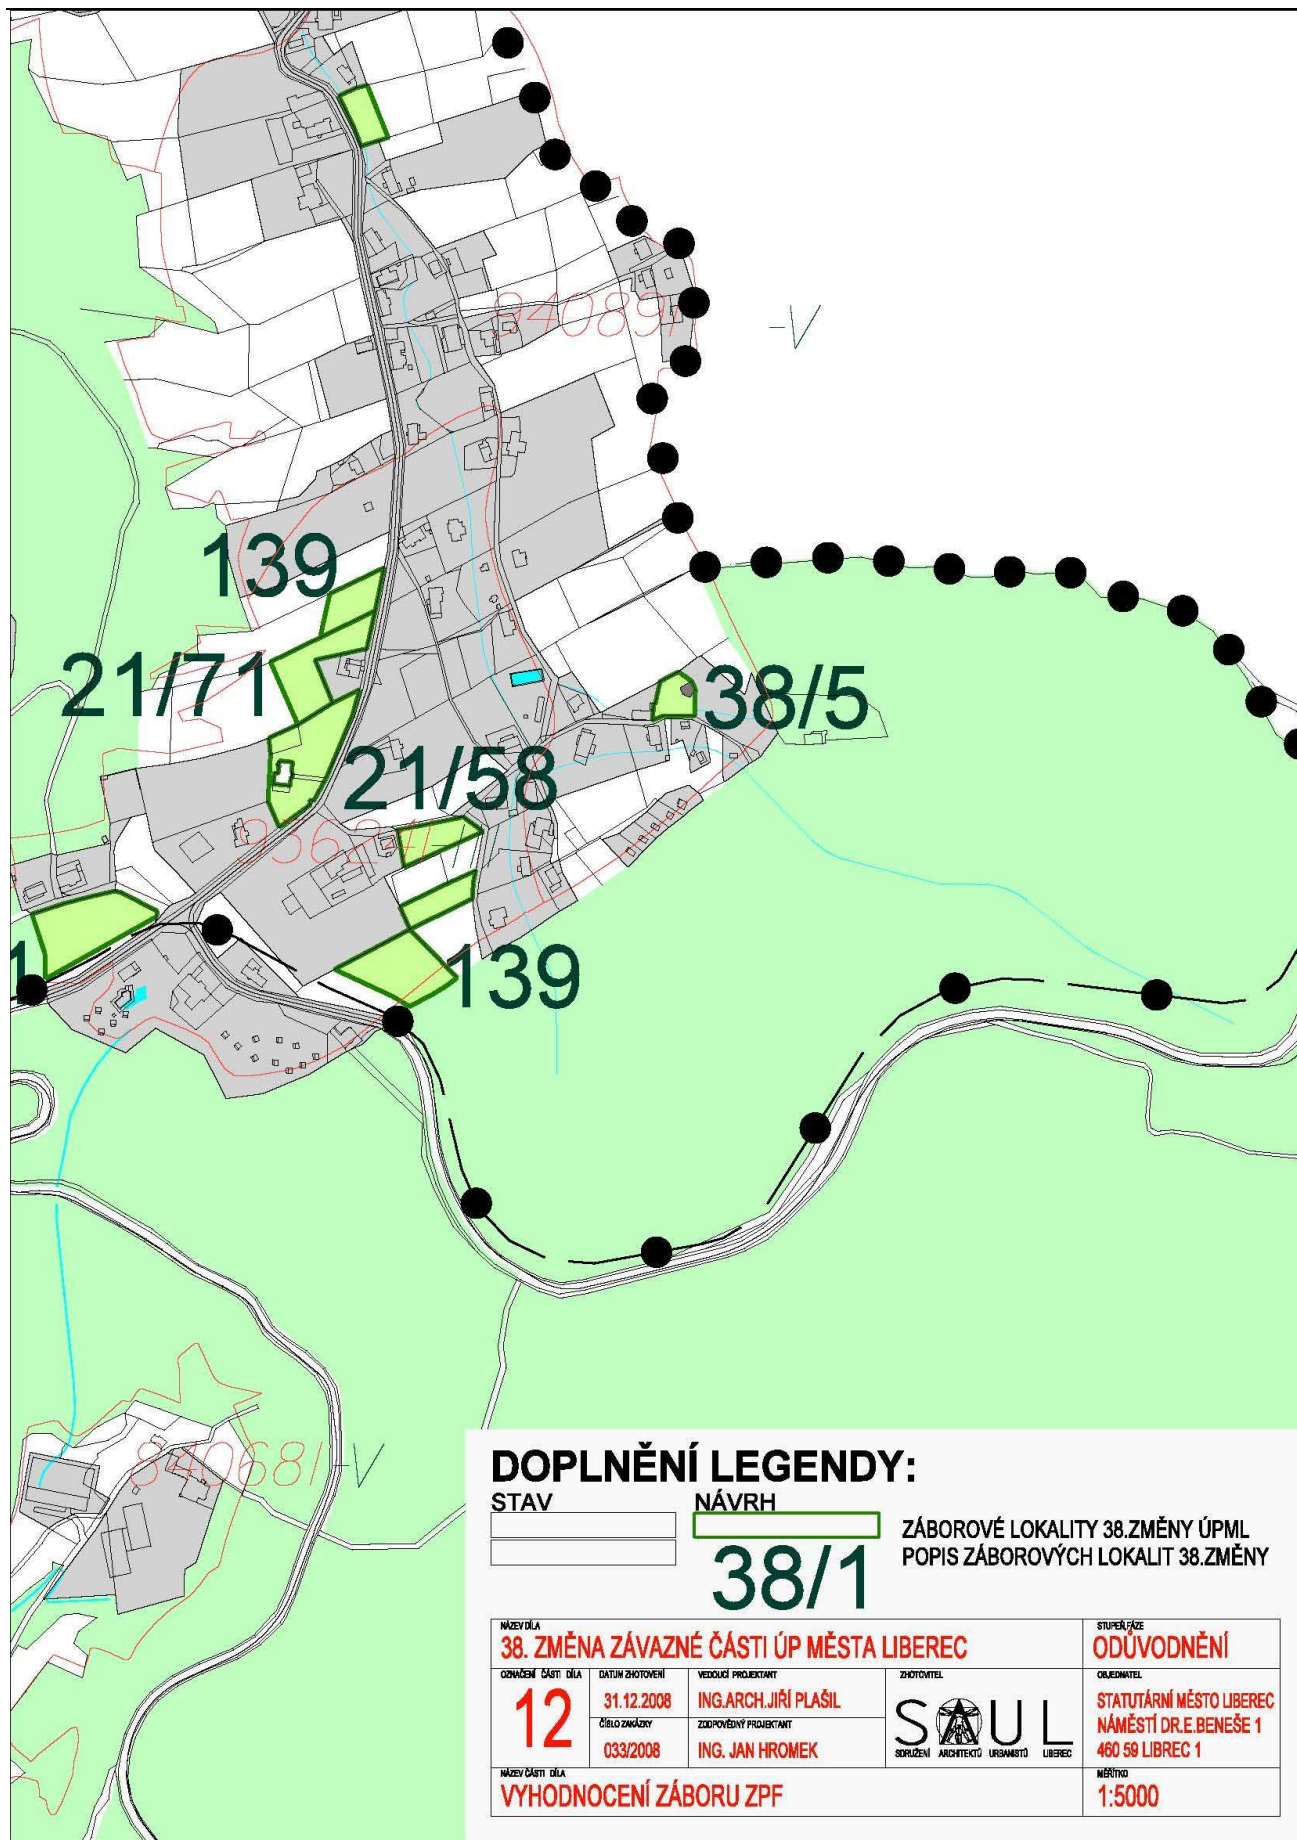 940891
-V
139
21/71
38/5
21/58
139
1
-V
DOPLNĚNÍ LEGENDY:
STAV
NÁVRH
ZÁBOROVÉ LOKALITY 38.ZMĚNY ÚPML
38/1
POPIS ZÁBOROVÝCH LOKALIT 38.ZMĚNY
NÁZEV DÍLA
38. ZMĚNA ZÁVAZNÉ ČÁSTI ÚP MĚSTA LIBEREC
STUPEŇ,FÁZE
ODŮVODNĚNÍ
OZNAČENÍ ČÁSTI DÍLA
12
DATUM ZHOTOVENÍ
31.12.2008
ČÍSLO ZAKÁZKY
033/2008
VEDOUCÍ PROJEKTANT
ING.ARCH.JIŘÍ PLAŠIL
ZODPOVĚDNÝ PROJEKTANT
ING. JAN HROMEK
ZHOTOVITEL
SAUL
SDRUŽENÍ ARCHITEKTŮ URBANISTŮ LIBEREC
OBJEDNATEL
STATUTÁRNÍ MĚSTO LIBEREC
NÁMĚSTÍ DR.E.BENEŠE 1
460 59 LIBREC 1
NÁZEV ČÁSTI DÍLA
VYHODNOCENÍ ZÁBORU ZPF
MĚŘÍTKO
1:5000